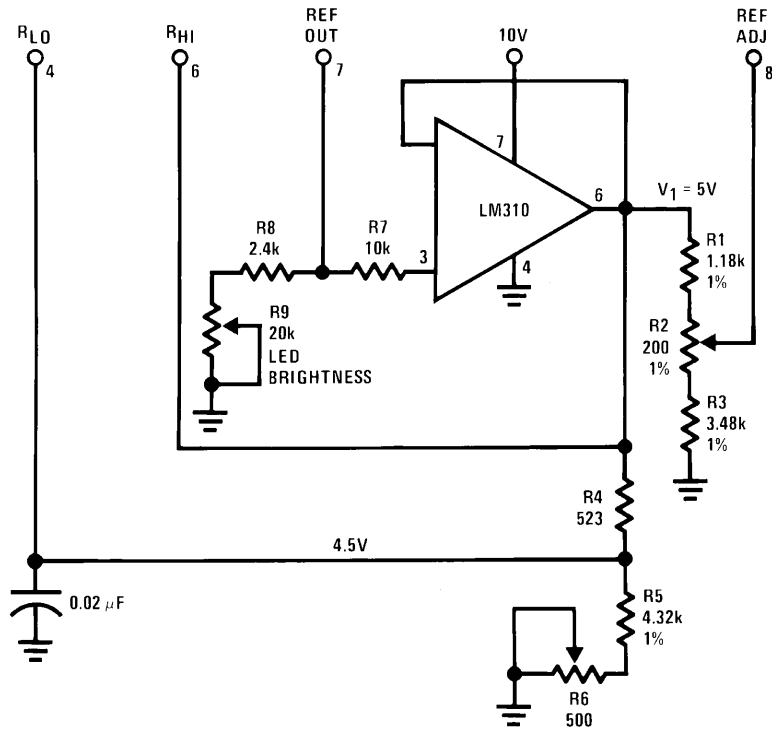 R LO
4
R HI
6
REF
OUT
7
10V
REF
ADJ
8
7
LM310
6
V1 = 5V
3
4
R8
2.4k
R7
10k
R9
20k
LED
BRIGHTNESS
R1
1.18k
1%
R2
200
1%
R3
3.48k
1%
R4
523
4.5V
0.02 μF
R5
4.32k
1%
R6
500